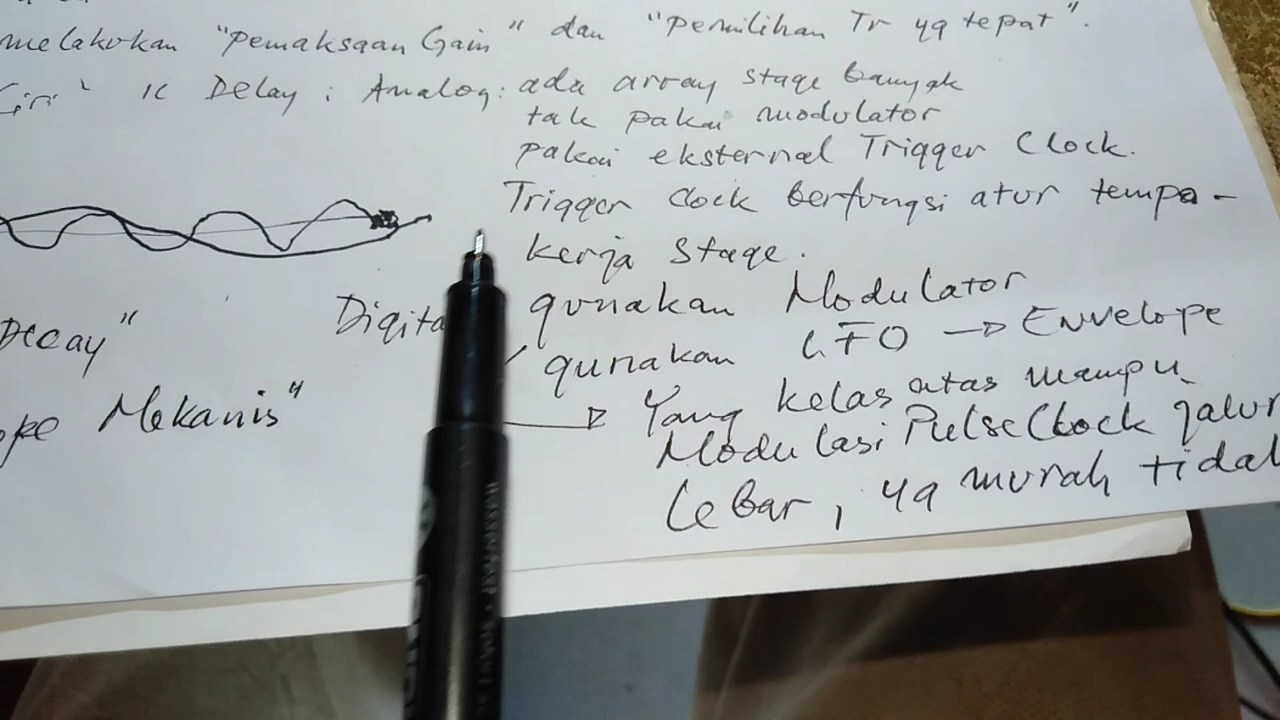 melakukan "pemaksaan Gain" dan "pemilihan Tr yg tepat".
Ciri² IC Delay : Analog : ada array stage banyak
tak pakai modulator
pakai eksternal Trigger Clock.
Trigger Clock berfungsi atur tempo-
kerja stage.
Digital gunakan Modulator
gunakan LFO → Envelope
Decay"
Mekanis"
Yang kelas atas mampu
Modulasi Pulse Clock jalur
Lebar, yg murah tidak